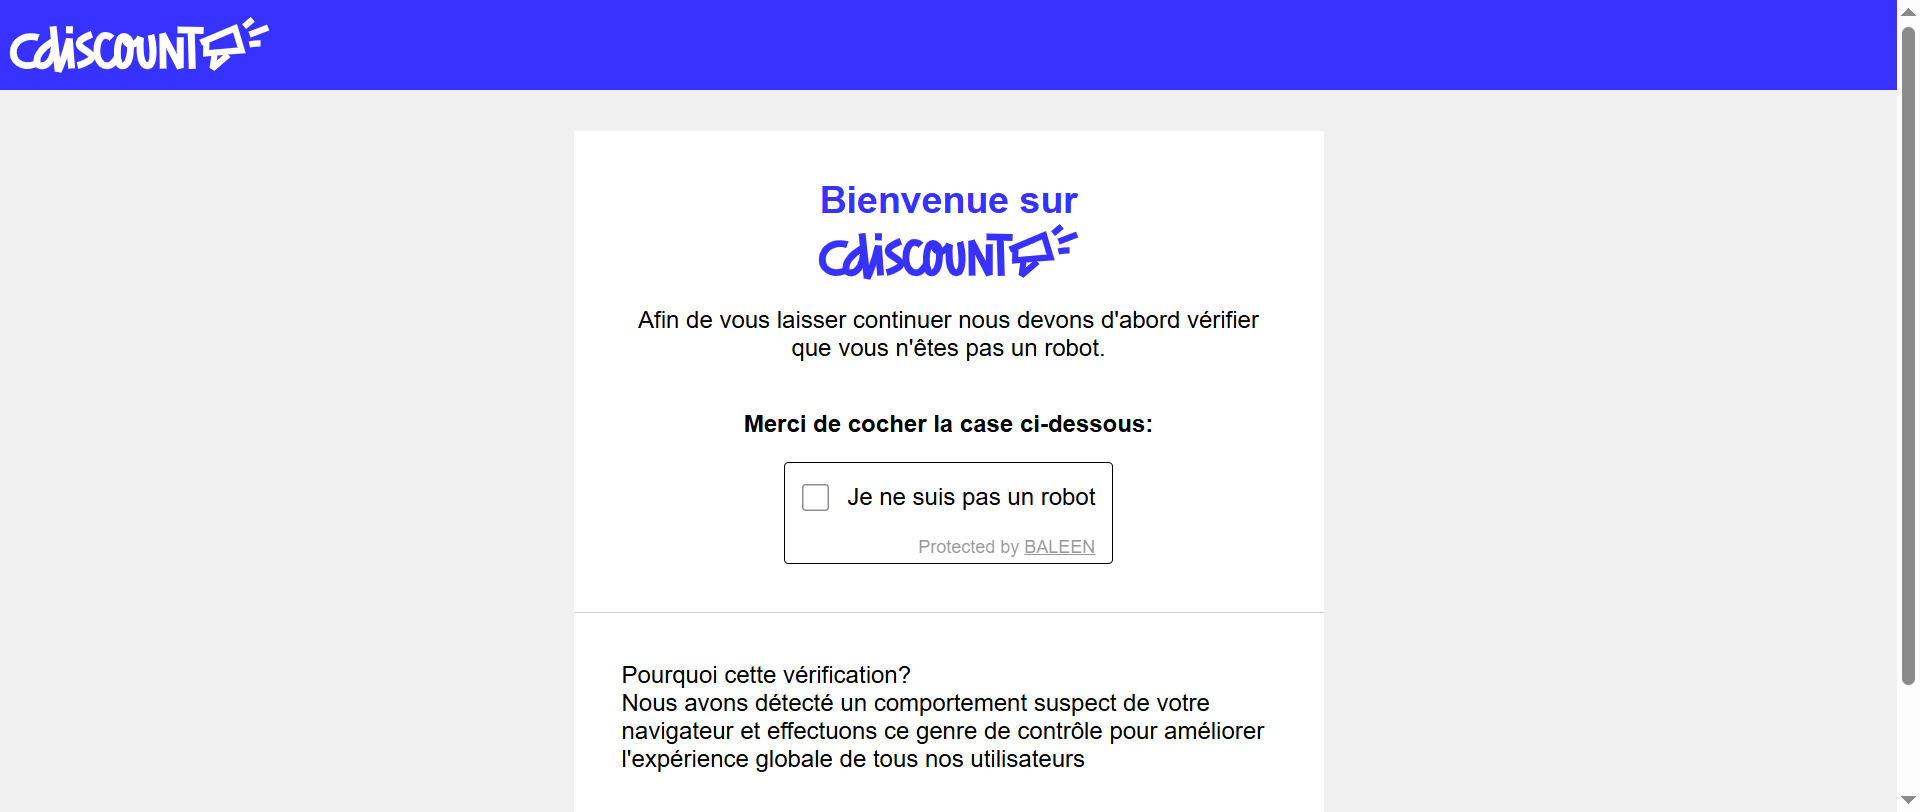 cdiscount
Bienvenue sur
cdiscount
Afin de vous laisser continuer nous devons d'abord vérifier
que vous n'êtes pas un robot.
Merci de cocher la case ci-dessous:
Je ne suis pas un robot
Protected by BALEEN
Pourquoi cette vérification?
Nous avons détecté un comportement suspect de votre
navigateur et effectuons ce genre de contrôle pour améliorer
l'expérience globale de tous nos utilisateurs